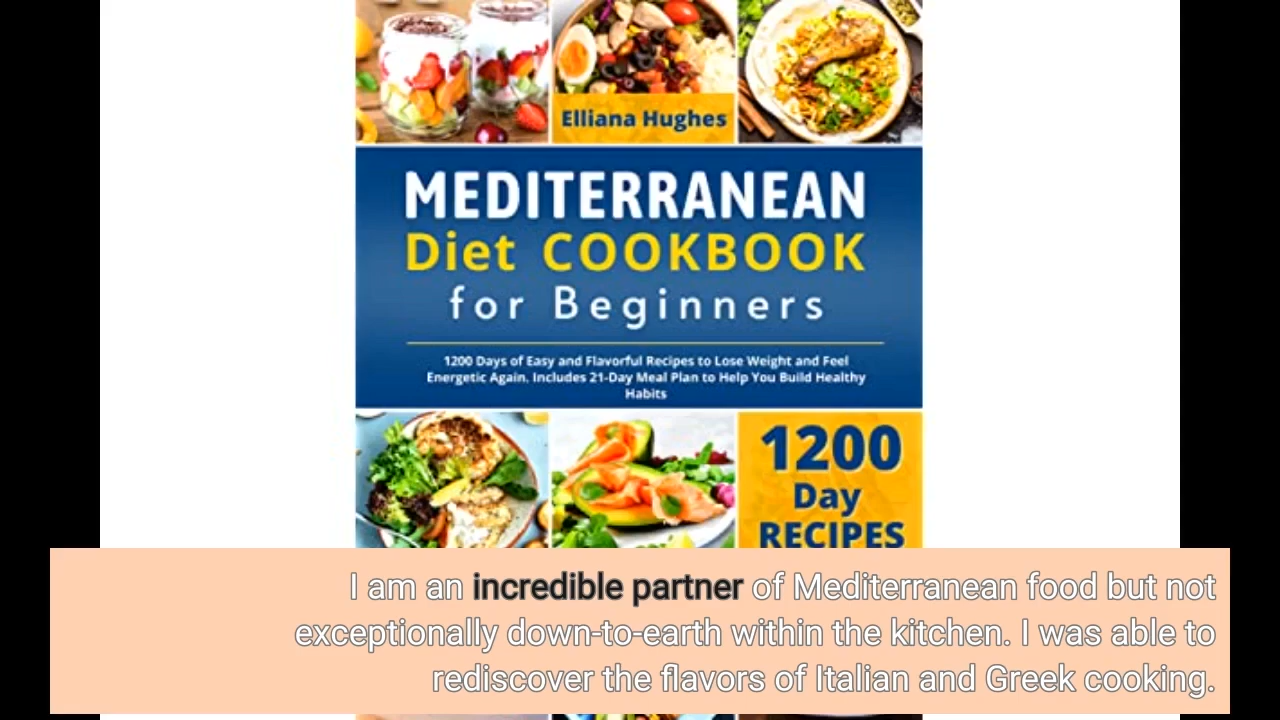 Elliana Hughes
MEDITERRANEAN
Diet COOKBOOK
for Beginners
1200 Days of Easy and Flavorful Recipes to Lose Weight and Feel
Energetic Again. Includes 21-Day Meal Plan to Help You Build Healthy
Habits
1200
Day
RECIPES
I am an incredible partner of Mediterranean food but not
exceptionally down-to-earth within the kitchen. I was able to
rediscover the flavors of Italian and Greek cooking.